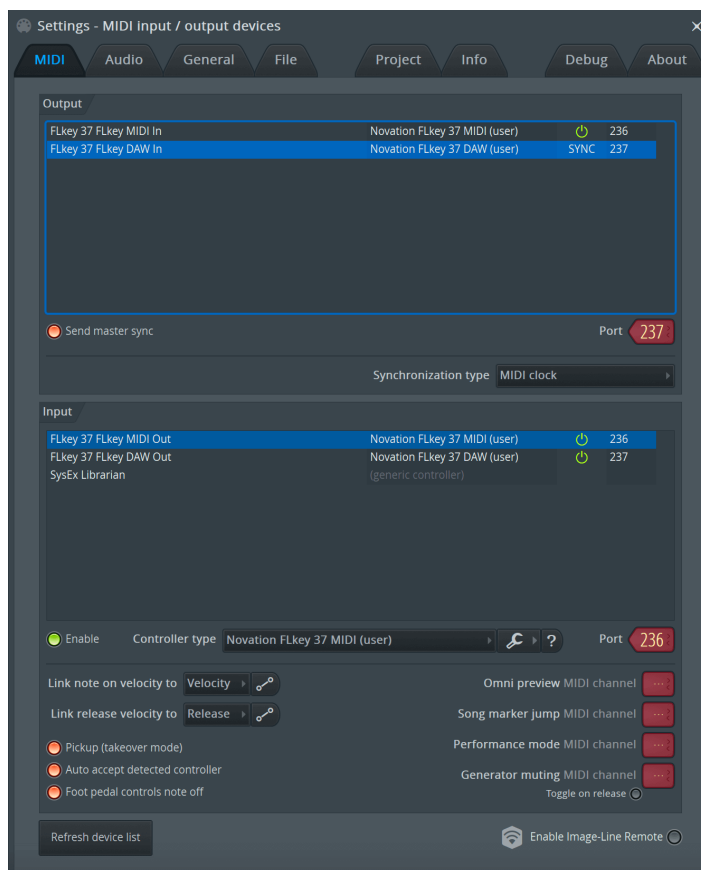 Settings - MIDI input / output devices
MIDI Audio General File Project Info Debug About
Output
FLkey 37 FLkey MIDI In Novation FLkey 37 MIDI (user) 236
FLkey 37 FLkey DAW In Novation FLkey 37 DAW (user) SYNC 237
Send master sync Port 237
Synchronization type MIDI clock
Input
FLkey 37 FLkey MIDI Out Novation FLkey 37 MIDI (user) 236
FLkey 37 FLkey DAW Out Novation FLkey 37 DAW (user) 237
SysEx Librarian (generic controller)
Enable Controller type Novation FLkey 37 MIDI (user) ? Port 236
Link note on velocity to Velocity Omni preview MIDI channel ---
Link release velocity to Release Song marker jump MIDI channel ---
Pickup (takeover mode) Performance mode MIDI channel ---
Auto accept detected controller Generator muting MIDI channel ---
Foot pedal controls note off Toggle on release
Refresh device list Enable Image-Line Remote